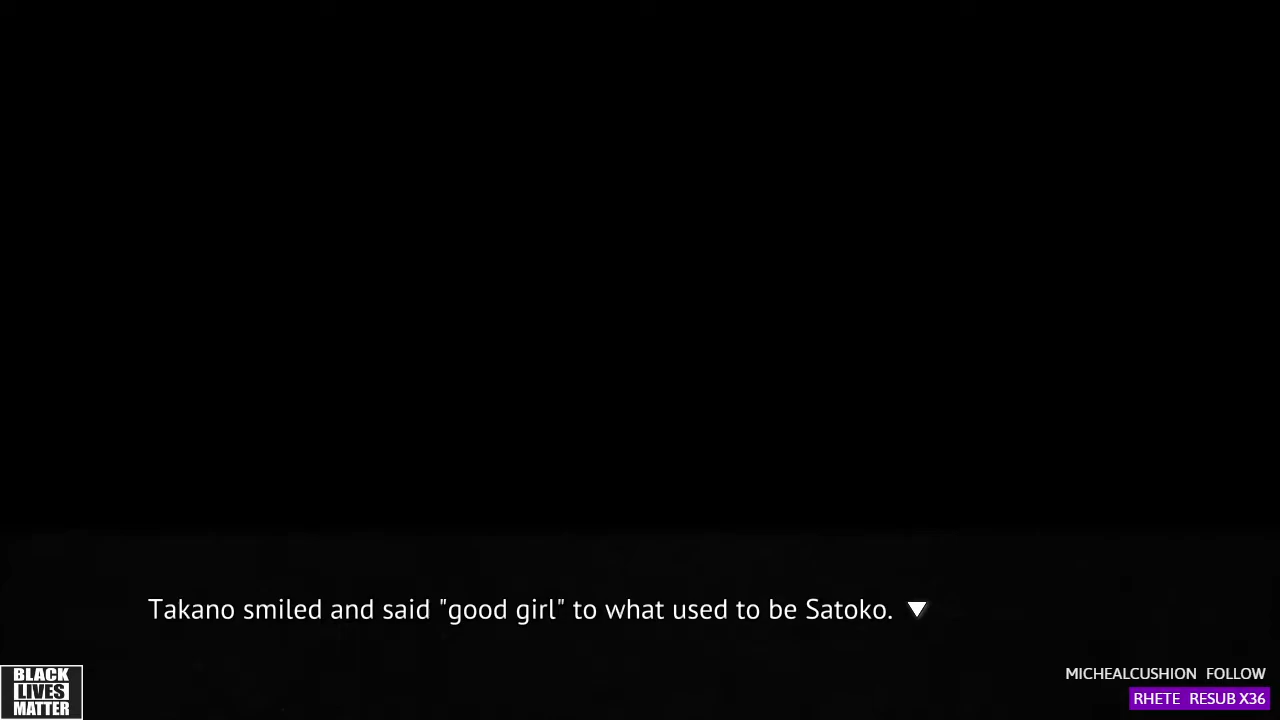 Takano smiled and said "good girl" to what used to be Satoko.
BLACK
LIVES
MATTER
MICHEALCUSHION FOLLOW
RHETE RESUB X36